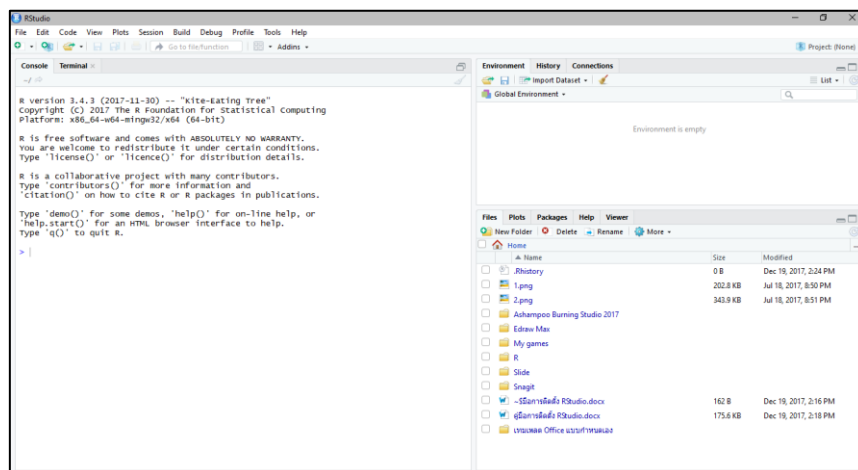 RStudio
File Edit Code View Plots Session Build Debug Profile Tools Help
Go to file/function Addins Project: (None)
Console Terminal
~/
R version 3.4.3 (2017-11-30) -- "Kite-Eating Tree"
Copyright (C) 2017 The R Foundation for Statistical Computing
Platform: x86_64-w64-mingw32/x64 (64-bit)
R is free software and comes with ABSOLUTELY NO WARRANTY.
You are welcome to redistribute it under certain conditions.
Type 'license()' or 'licence()' for distribution details.
R is a collaborative project with many contributors.
Type 'contributors()' for more information and
'citation()' on how to cite R or R packages in publications.
Type 'demo()' for some demos, 'help()' for on-line help, or
'help.start()' for an HTML browser interface to help.
Type 'q()' to quit R.
>
Environment History Connections
Import Dataset List
Global Environment
Environment is empty
Files Plots Packages Help Viewer
New Folder Delete Rename More
Home
Name Size Modified
.Rhistory 0 B Dec 19, 2017, 2:24 PM
1.png 202.8 KB Jul 18, 2017, 8:50 PM
2.png 343.9 KB Jul 18, 2017, 8:51 PM
Ashampoo Burning Studio 2017
Edraw Max
My games
R
Slide
Snagit
RStudio.docx 162 B Dec 19, 2017, 2:16 PM
คู่มือการติดตั้ง RStudio.docx 175.6 KB Dec 19, 2017, 2:18 PM
เทมเพลต Office แบบกำหนดเอง